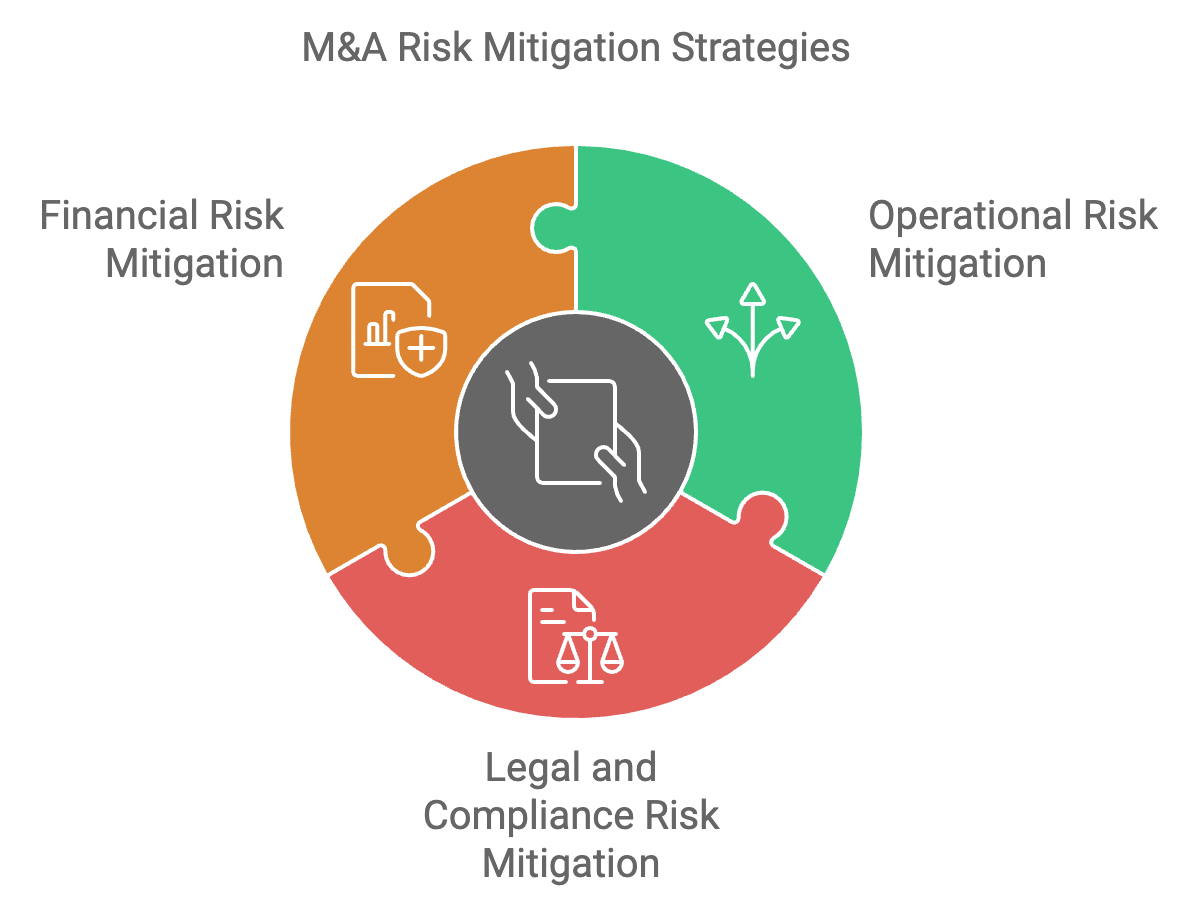 M&A Risk Mitigation Strategies
Financial Risk
Mitigation
Operational Risk
Mitigation
Legal and
Compliance Risk
Mitigation